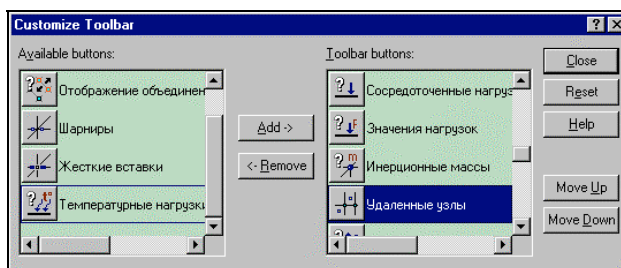 Customize Toolbar
Available buttons:
Отображение объединен
Шарниры
Жесткие вставки
Температурные нагрузки
Add ->
<- Remove
Toolbar buttons:
Сосредоточенные нагруз
Значения нагрузок
Инерционные массы
Удаленные узлы
Close
Reset
Help
Move Up
Move Down